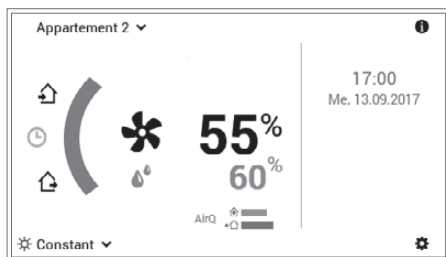 Appartement 2
17:00
Me, 13.09.2017
55%
60%
AirQ
Constant